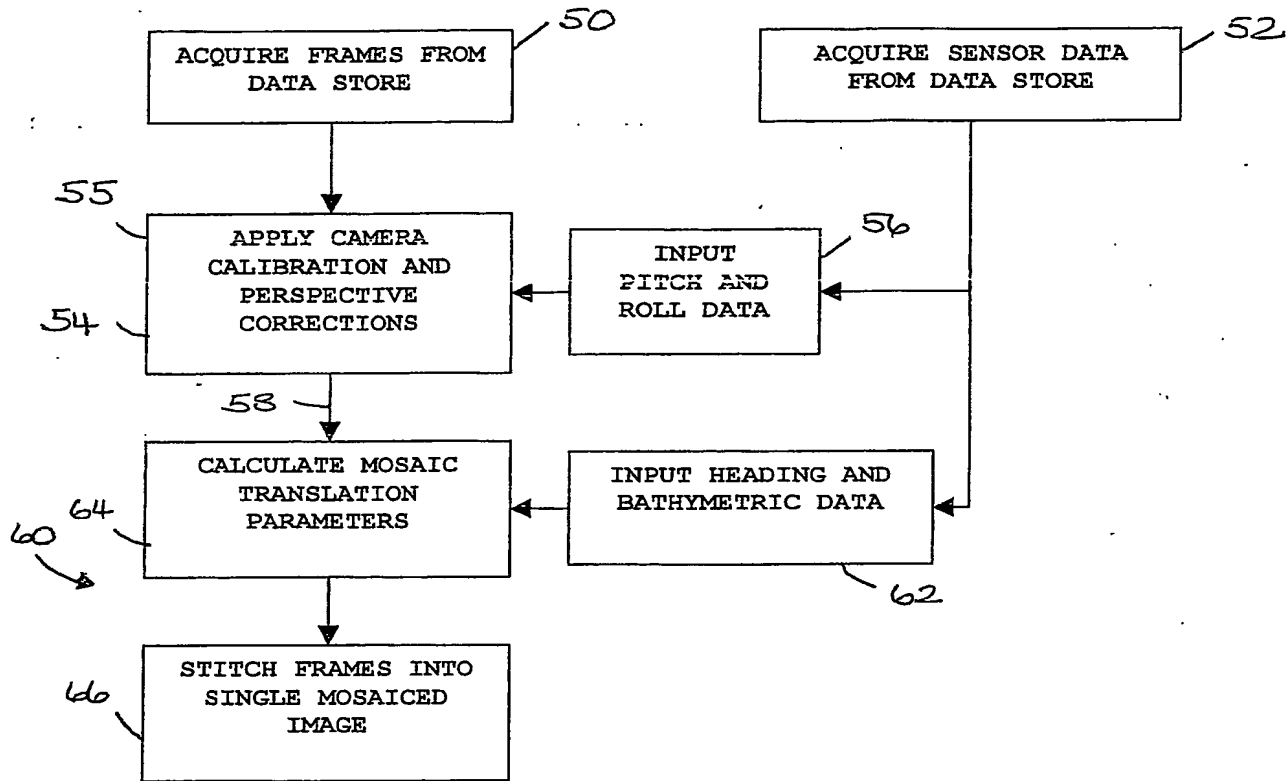 50
ACQUIRE FRAMES FROM
DATA STORE
52
ACQUIRE SENSOR DATA
FROM DATA STORE
55
54
APPLY CAMERA
CALIBRATION AND
PERSPECTIVE
CORRECTIONS
56
INPUT
PITCH AND
ROLL DATA
58
CALCULATE MOSAIC
TRANSLATION
PARAMETERS
64
60
INPUT HEADING AND
BATHYMETRIC DATA
62
STITCH FRAMES INTO
SINGLE MOSAICED
IMAGE
66